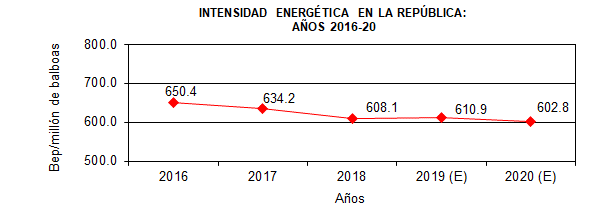 INTENSIDAD ENERGÉTICA EN LA REPÚBLICA:
AÑOS 2016-20
Bep/millón de balboas
800.0
700.0
600.0
500.0
650.4
634.2
608.1
610.9
602.8
2016
2017
2018
2019 (E)
2020 (E)
Años